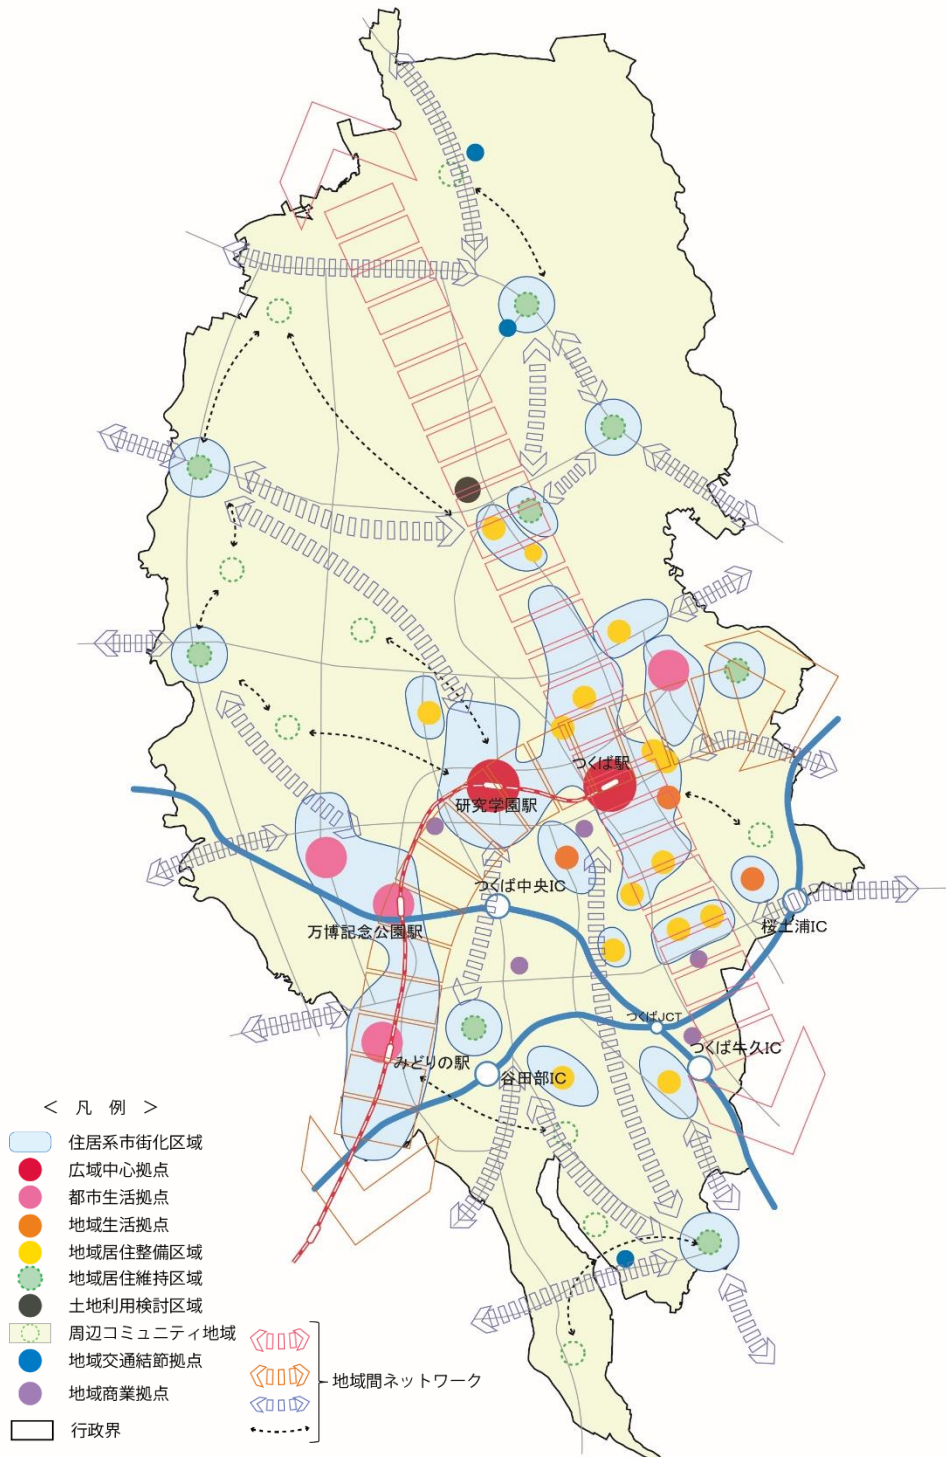 つくば駅
研究学園駅
つくば中央IC
万博記念公園駅
桜土浦IC
つくばJCT
つくば牛久IC
みどりの駅
谷田部IC
< 凡 例 >
住居系市街化区域
広域中心拠点
都市生活拠点
地域生活拠点
地域居住整備区域
地域居住維持区域
土地利用検討区域
周辺コミュニティ地域
地域交通結節拠点
地域間ネットワーク
地域商業拠点
行政界